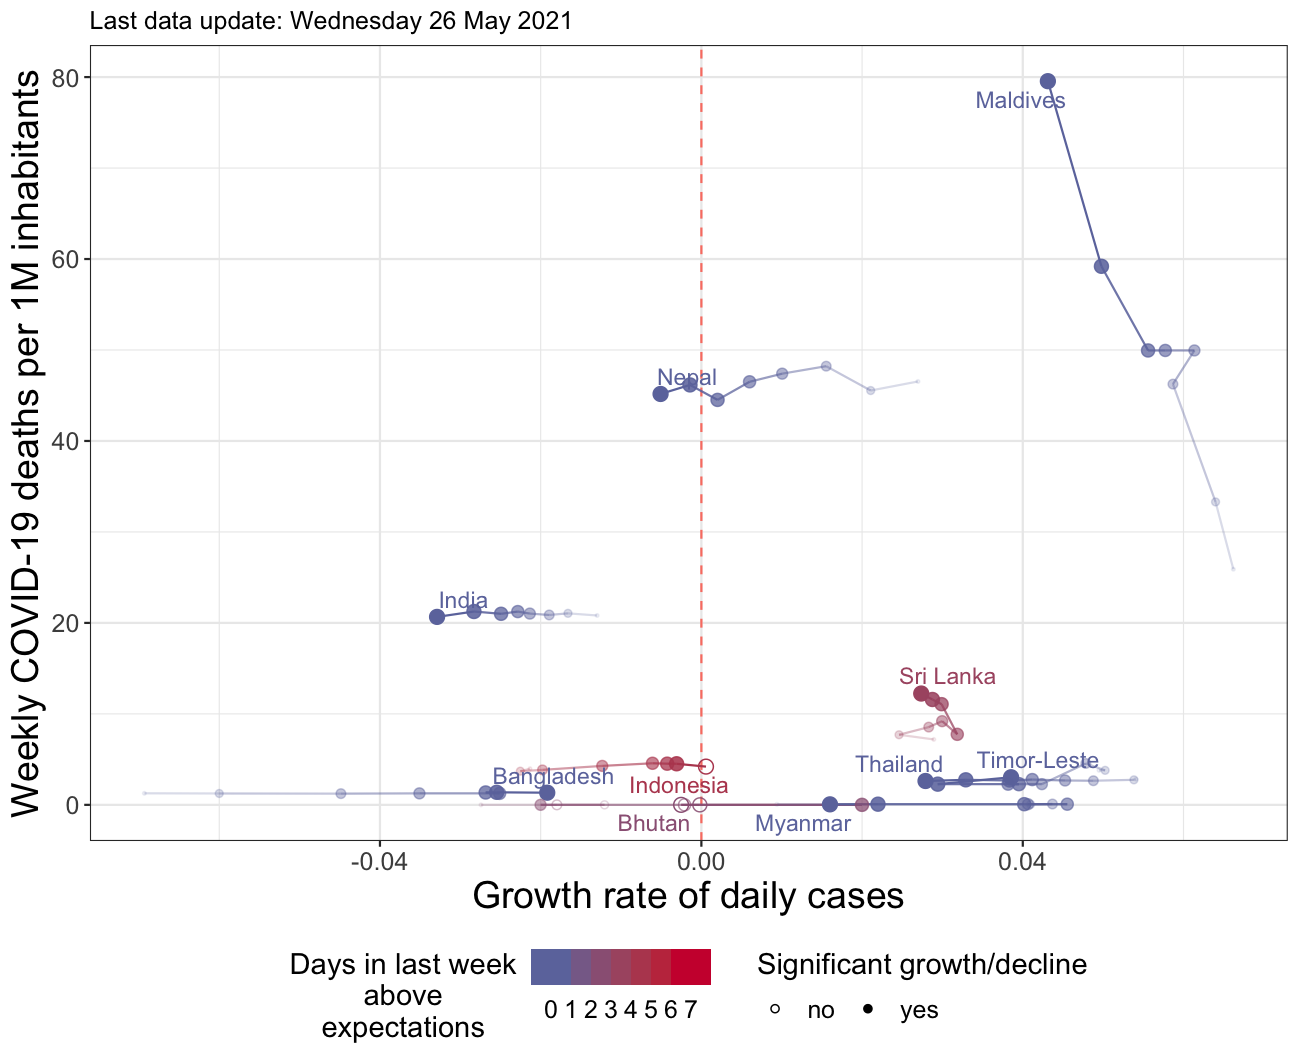 Last data update: Wednesday 26 May 2021
Weekly COVID-19 deaths per 1M inhabitants
80
60
40
20
0
Maldives
Nepal
India
Sri Lanka
Thailand
Timor-Leste
Bangladesh
Indonesia
Bhutan
Myanmar
-0.04
0.00
0.04
Growth rate of daily cases
Days in last week
above
expectations
0 1 2 3 4 5 6 7
Significant growth/decline
no
yes